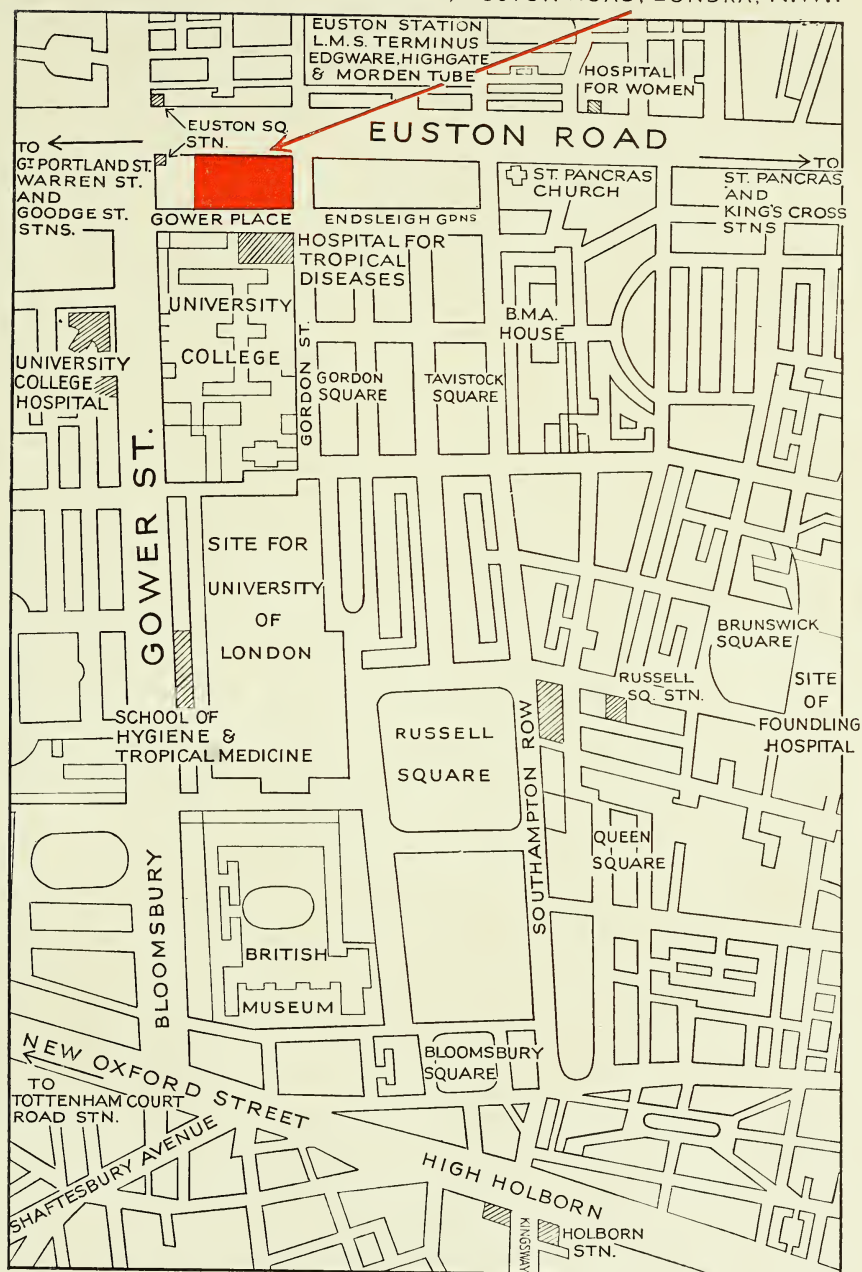 ROAD, LONDRA, N.W.1.
EUSTON STATION
L.M.S. TERMINUS
EDGWARE, HIGHGATE
& MORDEN TUBE
HOSPITAL
FOR WOMEN
EUSTON SQ.
STN.
EUSTON ROAD
TO
GT PORTLAND ST.
WARREN ST.
AND
GOODGE ST.
STNS.
ST. PANCRAS
CHURCH
TO
ST. PANCRAS
AND
KING'S CROSS
STNS
GOWER PLACE
ENDSLEIGH GDNS
HOSPITAL FOR
TROPICAL
DISEASES
UNIVERSITY
COLLEGE
GORDON ST.
B.M.A.
HOUSE
UNIVERSITY
COLLEGE
HOSPITAL
GORDON
SQUARE
TAVISTOCK
SQUARE
GOWER ST.
SITE FOR
UNIVERSITY
OF
LONDON
BRUNSWICK
SQUARE
RUSSELL
SQ. STN.
SITE
OF
FOUNDLING
HOSPITAL
SCHOOL OF
HYGIENE &
TROPICAL MEDICINE
RUSSELL
SQUARE
SOUTHAMPTON ROW
QUEEN
SQUARE
BLOOMSBURY
BRITISH
MUSEUM
BLOOMSBURY
SQUARE
NEW OXFORD STREET
TO
TOTTENHAM COURT
ROAD STN.
SHAFTESBURY AVENUE
HIGH HOLBORN
KINGSWAY
HOLBORN
STN.